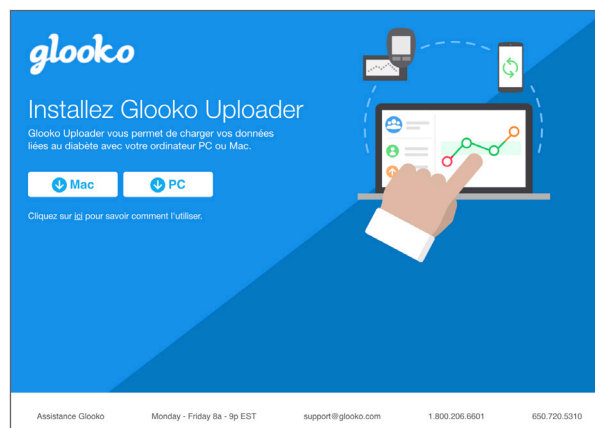 glooko
Installez Glooko Uploader
Glooko Uploader vous permet de charger vos données
liées au diabète avec votre ordinateur PC ou Mac.
Mac PC
Cliquez sur ici pour savoir comment l'utiliser.
Assistance Glooko Monday - Friday 8a - 9p EST support@glooko.com 1.800.206.6601 650.720.5310